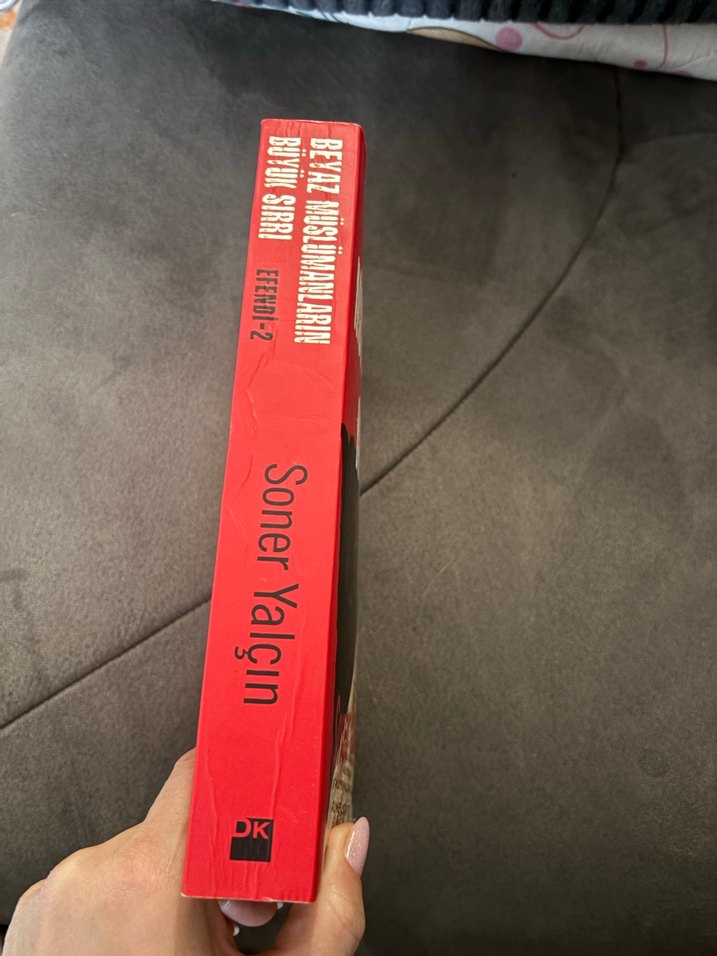 BEYAZ MÜSLÜMANLARIN
BÜYÜK SIRRI
EFENDİ-2
Soner Yalçın
DK